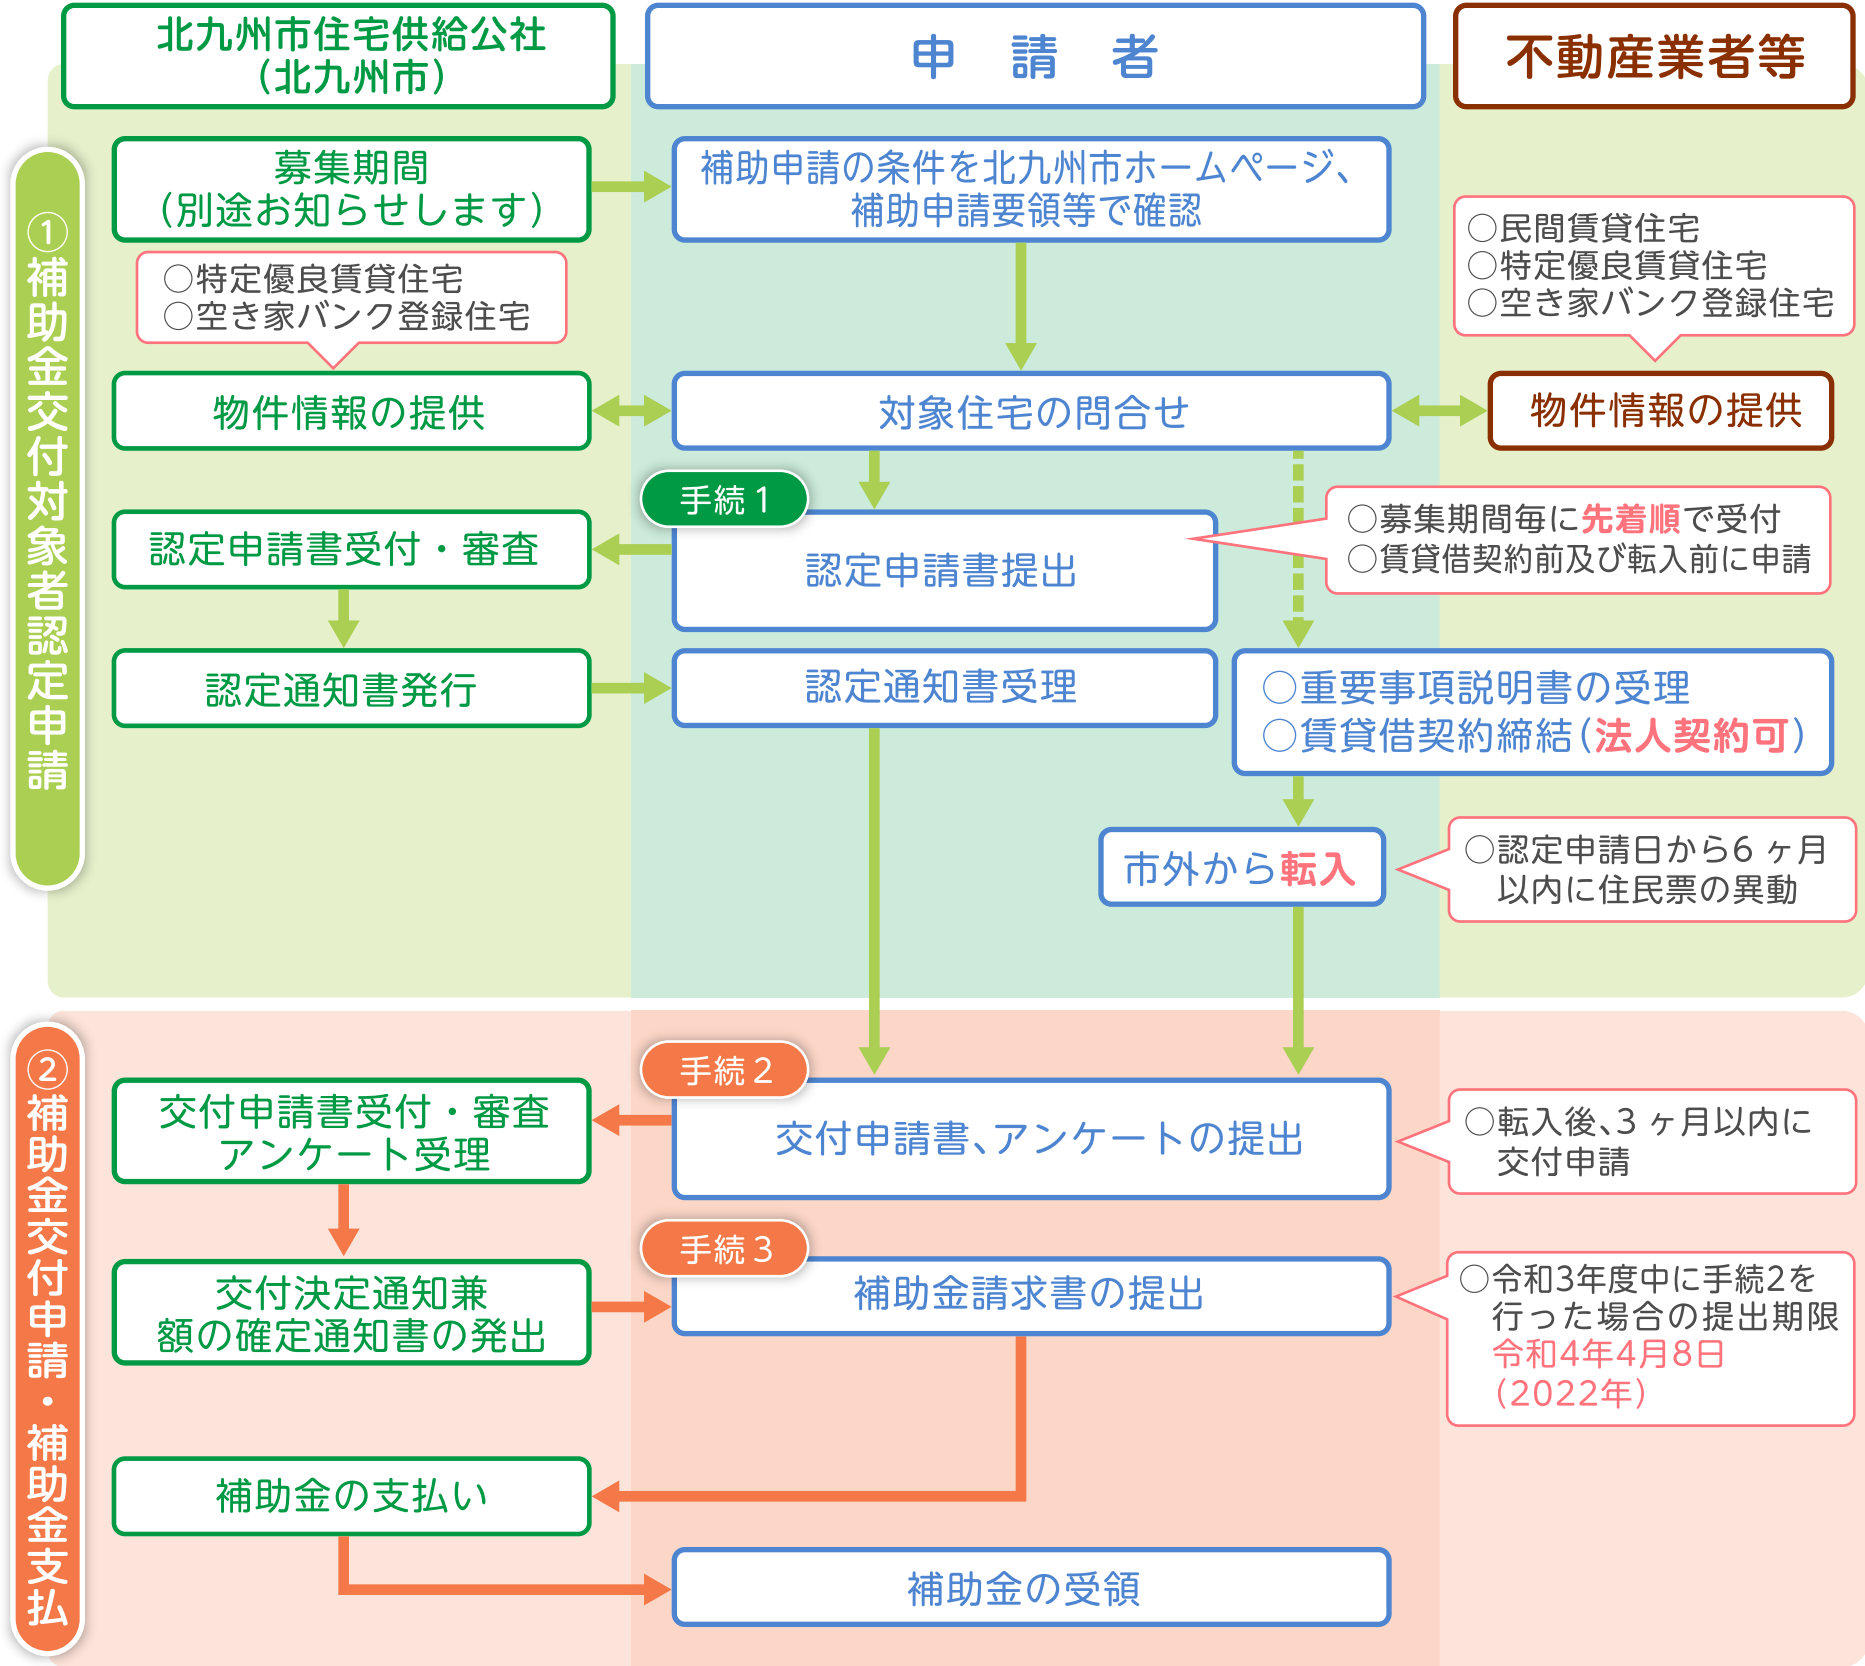 北九州市住宅供給公社
（北九州市）
申　請　者
不動産業者等
①補助金交付対象者認定申請
募集期間
（別途お知らせします）
補助申請の条件を北九州市ホームページ、
補助申請要領等で確認
○特定優良賃貸住宅
○空き家バンク登録住宅
○民間賃貸住宅
○特定優良賃貸住宅
○空き家バンク登録住宅
物件情報の提供
対象住宅の問合せ
物件情報の提供
手続1
認定申請書受付・審査
認定申請書提出
○募集期間毎に先着順で受付
○賃貸借契約前及び転入前に申請
認定通知書発行
認定通知書受理
○重要事項説明書の受理
○賃貸借契約締結（法人契約可）
市外から転入
○認定申請日から6ヶ月
以内に住民票の異動
②補助金交付申請・補助金支払
手続2
交付申請書受付・審査
アンケート受理
交付申請書、アンケートの提出
○転入後、3ヶ月以内に
交付申請
手続3
交付決定通知兼
額の確定通知書の発出
補助金請求書の提出
○令和3年度中に手続2を
行った場合の提出期限
令和4年4月8日
（2022年）
補助金の支払い
補助金の受領